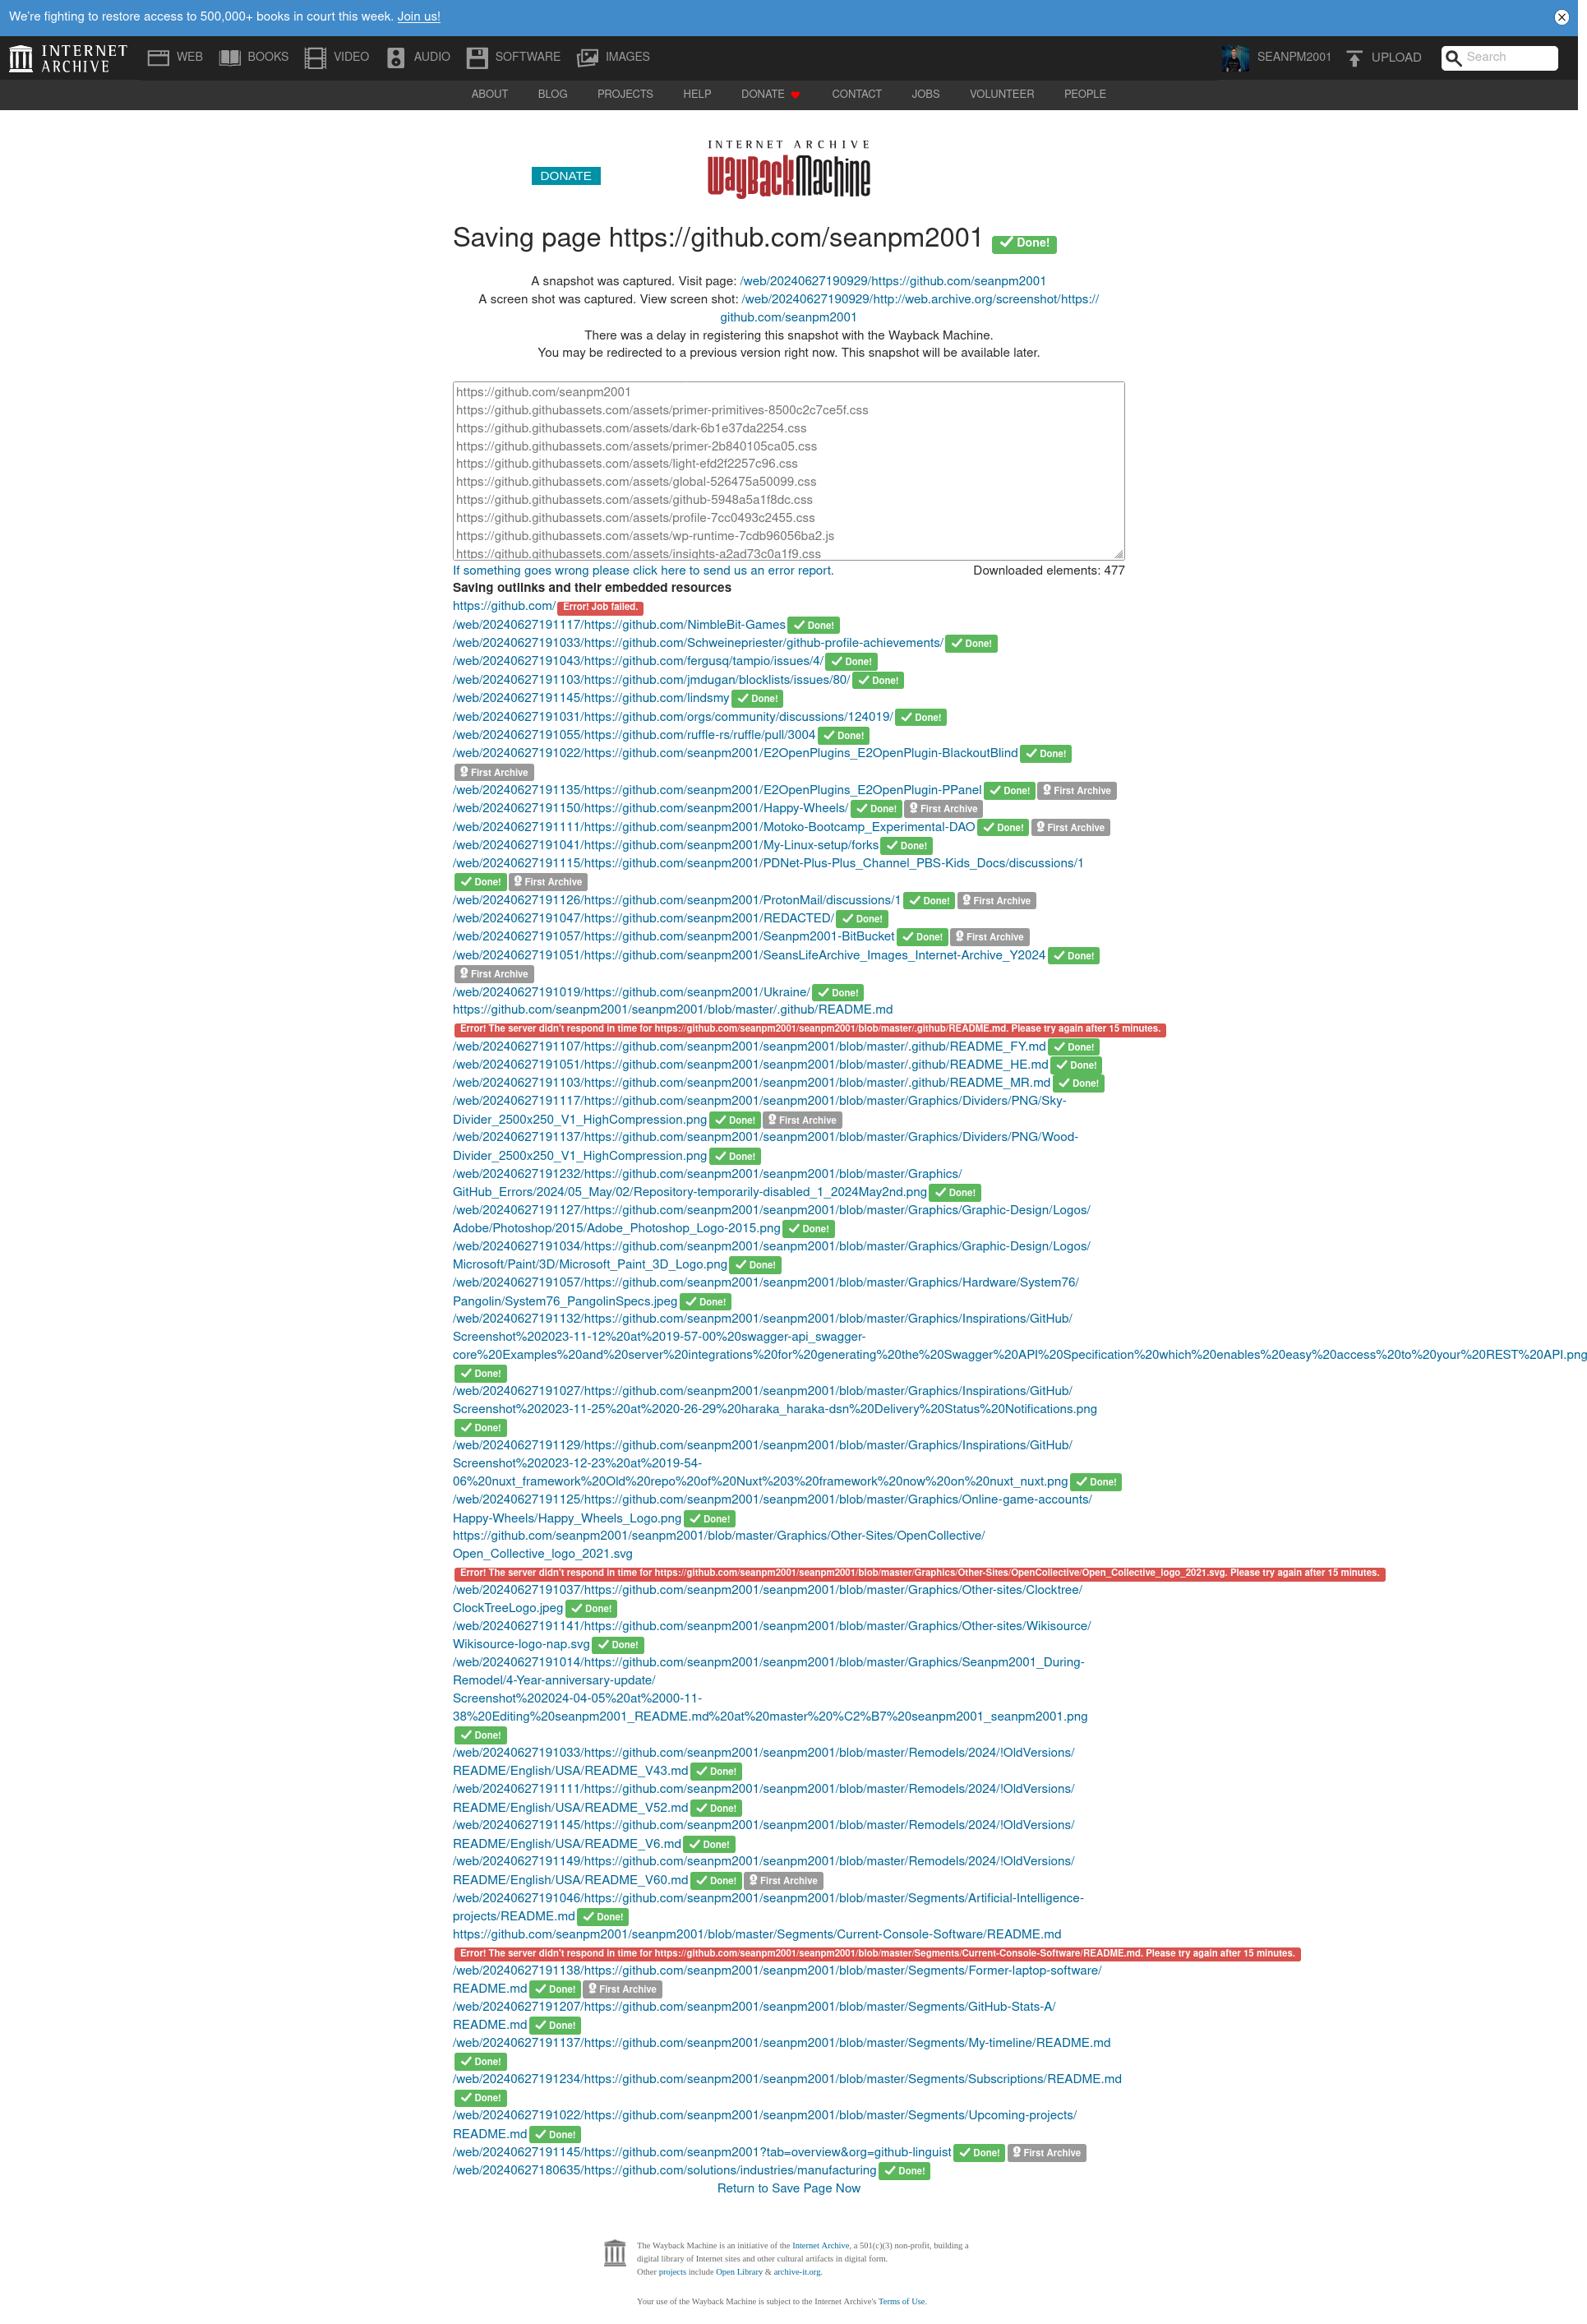 We're fighting to restore access to 500,000+ books in court this week. Join us!
INTERNET ARCHIVE
WEB BOOKS VIDEO AUDIO SOFTWARE IMAGES SEANPM2001 UPLOAD Search
ABOUT BLOG PROJECTS HELP DONATE CONTACT JOBS VOLUNTEER PEOPLE
INTERNET ARCHIVE
DONATE WayBackMachine
Saving page https://github.com/seanpm2001 Done!
A snapshot was captured. Visit page: /web/20240627190929/https://github.com/seanpm2001
A screen shot was captured. View screen shot: /web/20240627190929/http://web.archive.org/screenshot/https://
github.com/seanpm2001
There was a delay in registering this snapshot with the Wayback Machine.
You may be redirected to a previous version right now. This snapshot will be available later.
https://github.com/seanpm2001
https://github.githubassets.com/assets/primer-primitives-8500c2c7ce5f.css
https://github.githubassets.com/assets/dark-6b1e37da2254.css
https://github.githubassets.com/assets/primer-2b840105ca05.css
https://github.githubassets.com/assets/light-efd2f2257c96.css
https://github.githubassets.com/assets/global-526475a50099.css
https://github.githubassets.com/assets/github-5948a5a1f8dc.css
https://github.githubassets.com/assets/profile-7cc0493c2455.css
https://github.githubassets.com/assets/wp-runtime-7cdb96056ba2.js
https://github.githubassets.com/assets/insights-a2ad73c0a1f9.css
If something goes wrong please click here to send us an error report. Downloaded elements: 477
Saving outlinks and their embedded resources
https://github.com/ Error! Job failed.
/web/20240627191117/https://github.com/NimbleBit-Games Done!
/web/20240627191033/https://github.com/Schweinepriester/github-profile-achievements/ Done!
/web/20240627191043/https://github.com/fergusq/tampio/issues/4/ Done!
/web/20240627191103/https://github.com/jmdugan/blocklists/issues/80/ Done!
/web/20240627191145/https://github.com/lindsmy Done!
/web/20240627191031/https://github.com/orgs/community/discussions/124019/ Done!
/web/20240627191055/https://github.com/ruffle-rs/ruffle/pull/3004 Done!
/web/20240627191022/https://github.com/seanpm2001/E2OpenPlugins_E2OpenPlugin-BlackoutBlind Done!
First Archive
/web/20240627191135/https://github.com/seanpm2001/E2OpenPlugins_E2OpenPlugin-PPanel Done! First Archive
/web/20240627191150/https://github.com/seanpm2001/Happy-Wheels/ Done! First Archive
/web/20240627191111/https://github.com/seanpm2001/Motoko-Bootcamp_Experimental-DAO Done! First Archive
/web/20240627191041/https://github.com/seanpm2001/My-Linux-setup/forks Done!
/web/20240627191115/https://github.com/seanpm2001/PDNet-Plus-Plus_Channel_PBS-Kids_Docs/discussions/1
Done! First Archive
/web/20240627191126/https://github.com/seanpm2001/ProtonMail/discussions/1 Done! First Archive
/web/20240627191047/https://github.com/seanpm2001/REDACTED/ Done!
/web/20240627191057/https://github.com/seanpm2001/Seanpm2001-BitBucket Done! First Archive
/web/20240627191051/https://github.com/seanpm2001/SeansLifeArchive_Images_Internet-Archive_Y2024 Done!
First Archive
/web/20240627191019/https://github.com/seanpm2001/Ukraine/ Done!
https://github.com/seanpm2001/seanpm2001/blob/master/.github/README.md
Error! The server didn't respond in time for https://github.com/seanpm2001/seanpm2001/blob/master/.github/README.md. Please try again after 15 minutes.
/web/20240627191107/https://github.com/seanpm2001/seanpm2001/blob/master/.github/README_FY.md Done!
/web/20240627191051/https://github.com/seanpm2001/seanpm2001/blob/master/.github/README_HE.md Done!
/web/20240627191103/https://github.com/seanpm2001/seanpm2001/blob/master/.github/README_MR.md Done!
/web/20240627191117/https://github.com/seanpm2001/seanpm2001/blob/master/Graphics/Dividers/PNG/Sky-
Divider_2500x250_V1_HighCompression.png Done! First Archive
/web/20240627191137/https://github.com/seanpm2001/seanpm2001/blob/master/Graphics/Dividers/PNG/Wood-
Divider_2500x250_V1_HighCompression.png Done!
/web/20240627191232/https://github.com/seanpm2001/seanpm2001/blob/master/Graphics/
GitHub_Errors/2024/05_May/02/Repository-temporarily-disabled_1_2024May2nd.png Done!
/web/20240627191127/https://github.com/seanpm2001/seanpm2001/blob/master/Graphics/Graphic-Design/Logos/
Adobe/Photoshop/2015/Adobe_Photoshop_Logo-2015.png Done!
/web/20240627191034/https://github.com/seanpm2001/seanpm2001/blob/master/Graphics/Graphic-Design/Logos/
Microsoft/Paint/3D/Microsoft_Paint_3D_Logo.png Done!
/web/20240627191057/https://github.com/seanpm2001/seanpm2001/blob/master/Graphics/Hardware/System76/
Pangolin/System76_PangolinSpecs.jpeg Done!
/web/20240627191132/https://github.com/seanpm2001/seanpm2001/blob/master/Graphics/Inspirations/GitHub/
Screenshot%202023-11-12%20at%2019-57-00%20swagger-api_swagger-
core%20Examples%20and%20server%20integrations%20for%20generating%20the%20Swagger%20API%20Specification%20which%20enables%20easy%20access%20to%20your%20REST%20API.png
Done!
/web/20240627191027/https://github.com/seanpm2001/seanpm2001/blob/master/Graphics/Inspirations/GitHub/
Screenshot%202023-11-25%20at%2020-26-29%20haraka_haraka-dsn%20Delivery%20Status%20Notifications.png
Done!
/web/20240627191129/https://github.com/seanpm2001/seanpm2001/blob/master/Graphics/Inspirations/GitHub/
Screenshot%202023-12-23%20at%2019-54-
06%20nuxt_framework%20Old%20repo%20of%20Nuxt%203%20framework%20now%20on%20nuxt_nuxt.png Done!
/web/20240627191125/https://github.com/seanpm2001/seanpm2001/blob/master/Graphics/Online-game-accounts/
Happy-Wheels/Happy_Wheels_Logo.png Done!
https://github.com/seanpm2001/seanpm2001/blob/master/Graphics/Other-Sites/OpenCollective/
Open_Collective_logo_2021.svg
Error! The server didn't respond in time for https://github.com/seanpm2001/seanpm2001/blob/master/Graphics/Other-Sites/OpenCollective/Open_Collective_logo_2021.svg. Please try again after 15 minutes.
/web/20240627191037/https://github.com/seanpm2001/seanpm2001/blob/master/Graphics/Other-sites/Clocktree/
ClockTreeLogo.jpeg Done!
/web/20240627191141/https://github.com/seanpm2001/seanpm2001/blob/master/Graphics/Other-sites/Wikisource/
Wikisource-logo-nap.svg Done!
/web/20240627191014/https://github.com/seanpm2001/seanpm2001/blob/master/Graphics/Seanpm2001_During-
Remodel/4-Year-anniversary-update/
Screenshot%202024-04-05%20at%2000-11-
38%20Editing%20seanpm2001_README.md%20at%20master%20%C2%B7%20seanpm2001_seanpm2001.png
Done!
/web/20240627191033/https://github.com/seanpm2001/seanpm2001/blob/master/Remodels/2024/!OldVersions/
README/English/USA/README_V43.md Done!
/web/20240627191111/https://github.com/seanpm2001/seanpm2001/blob/master/Remodels/2024/!OldVersions/
README/English/USA/README_V52.md Done!
/web/20240627191145/https://github.com/seanpm2001/seanpm2001/blob/master/Remodels/2024/!OldVersions/
README/English/USA/README_V6.md Done!
/web/20240627191149/https://github.com/seanpm2001/seanpm2001/blob/master/Remodels/2024/!OldVersions/
README/English/USA/README_V60.md Done! First Archive
/web/20240627191046/https://github.com/seanpm2001/seanpm2001/blob/master/Segments/Artificial-Intelligence-
projects/README.md Done!
https://github.com/seanpm2001/seanpm2001/blob/master/Segments/Current-Console-Software/README.md
Error! The server didn't respond in time for https://github.com/seanpm2001/seanpm2001/blob/master/Segments/Current-Console-Software/README.md. Please try again after 15 minutes.
/web/20240627191138/https://github.com/seanpm2001/seanpm2001/blob/master/Segments/Former-laptop-software/
README.md Done! First Archive
/web/20240627191207/https://github.com/seanpm2001/seanpm2001/blob/master/Segments/GitHub-Stats-A/
README.md Done!
/web/20240627191137/https://github.com/seanpm2001/seanpm2001/blob/master/Segments/My-timeline/README.md
Done!
/web/20240627191234/https://github.com/seanpm2001/seanpm2001/blob/master/Segments/Subscriptions/README.md
Done!
/web/20240627191022/https://github.com/seanpm2001/seanpm2001/blob/master/Segments/Upcoming-projects/
README.md Done!
/web/20240627191145/https://github.com/seanpm2001?tab=overview&org=github-linguist Done! First Archive
/web/20240627180635/https://github.com/solutions/industries/manufacturing Done!
Return to Save Page Now
The Wayback Machine is an initiative of the Internet Archive, a 501(c)(3) non-profit, building a
digital library of Internet sites and other cultural artifacts in digital form.
Other projects include Open Library & archive-it.org.
Your use of the Wayback Machine is subject to the Internet Archive's Terms of Use.